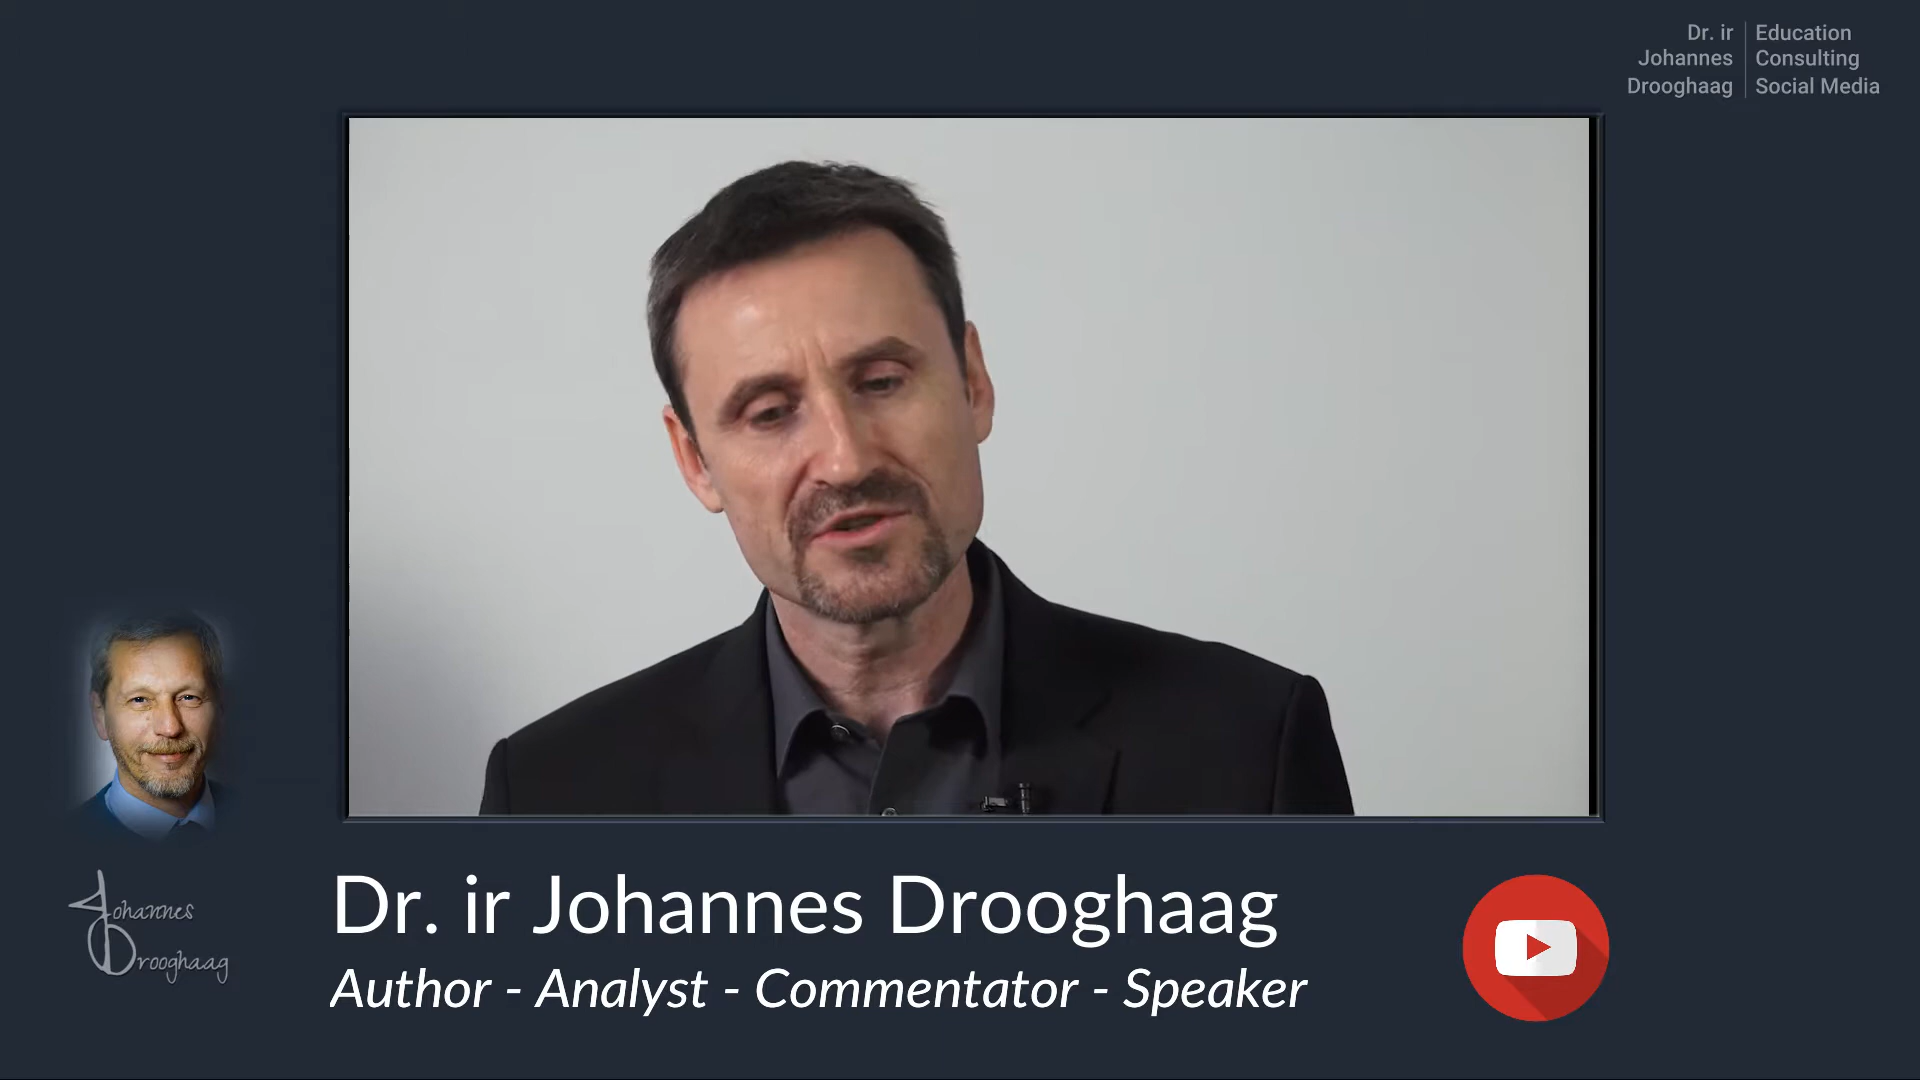 Dr. ir
Johannes
Drooghaag
Education
Consulting
Social Media
Johannes
Drooghaag
Dr. ir Johannes Drooghaag
Author - Analyst - Commentator - Speaker